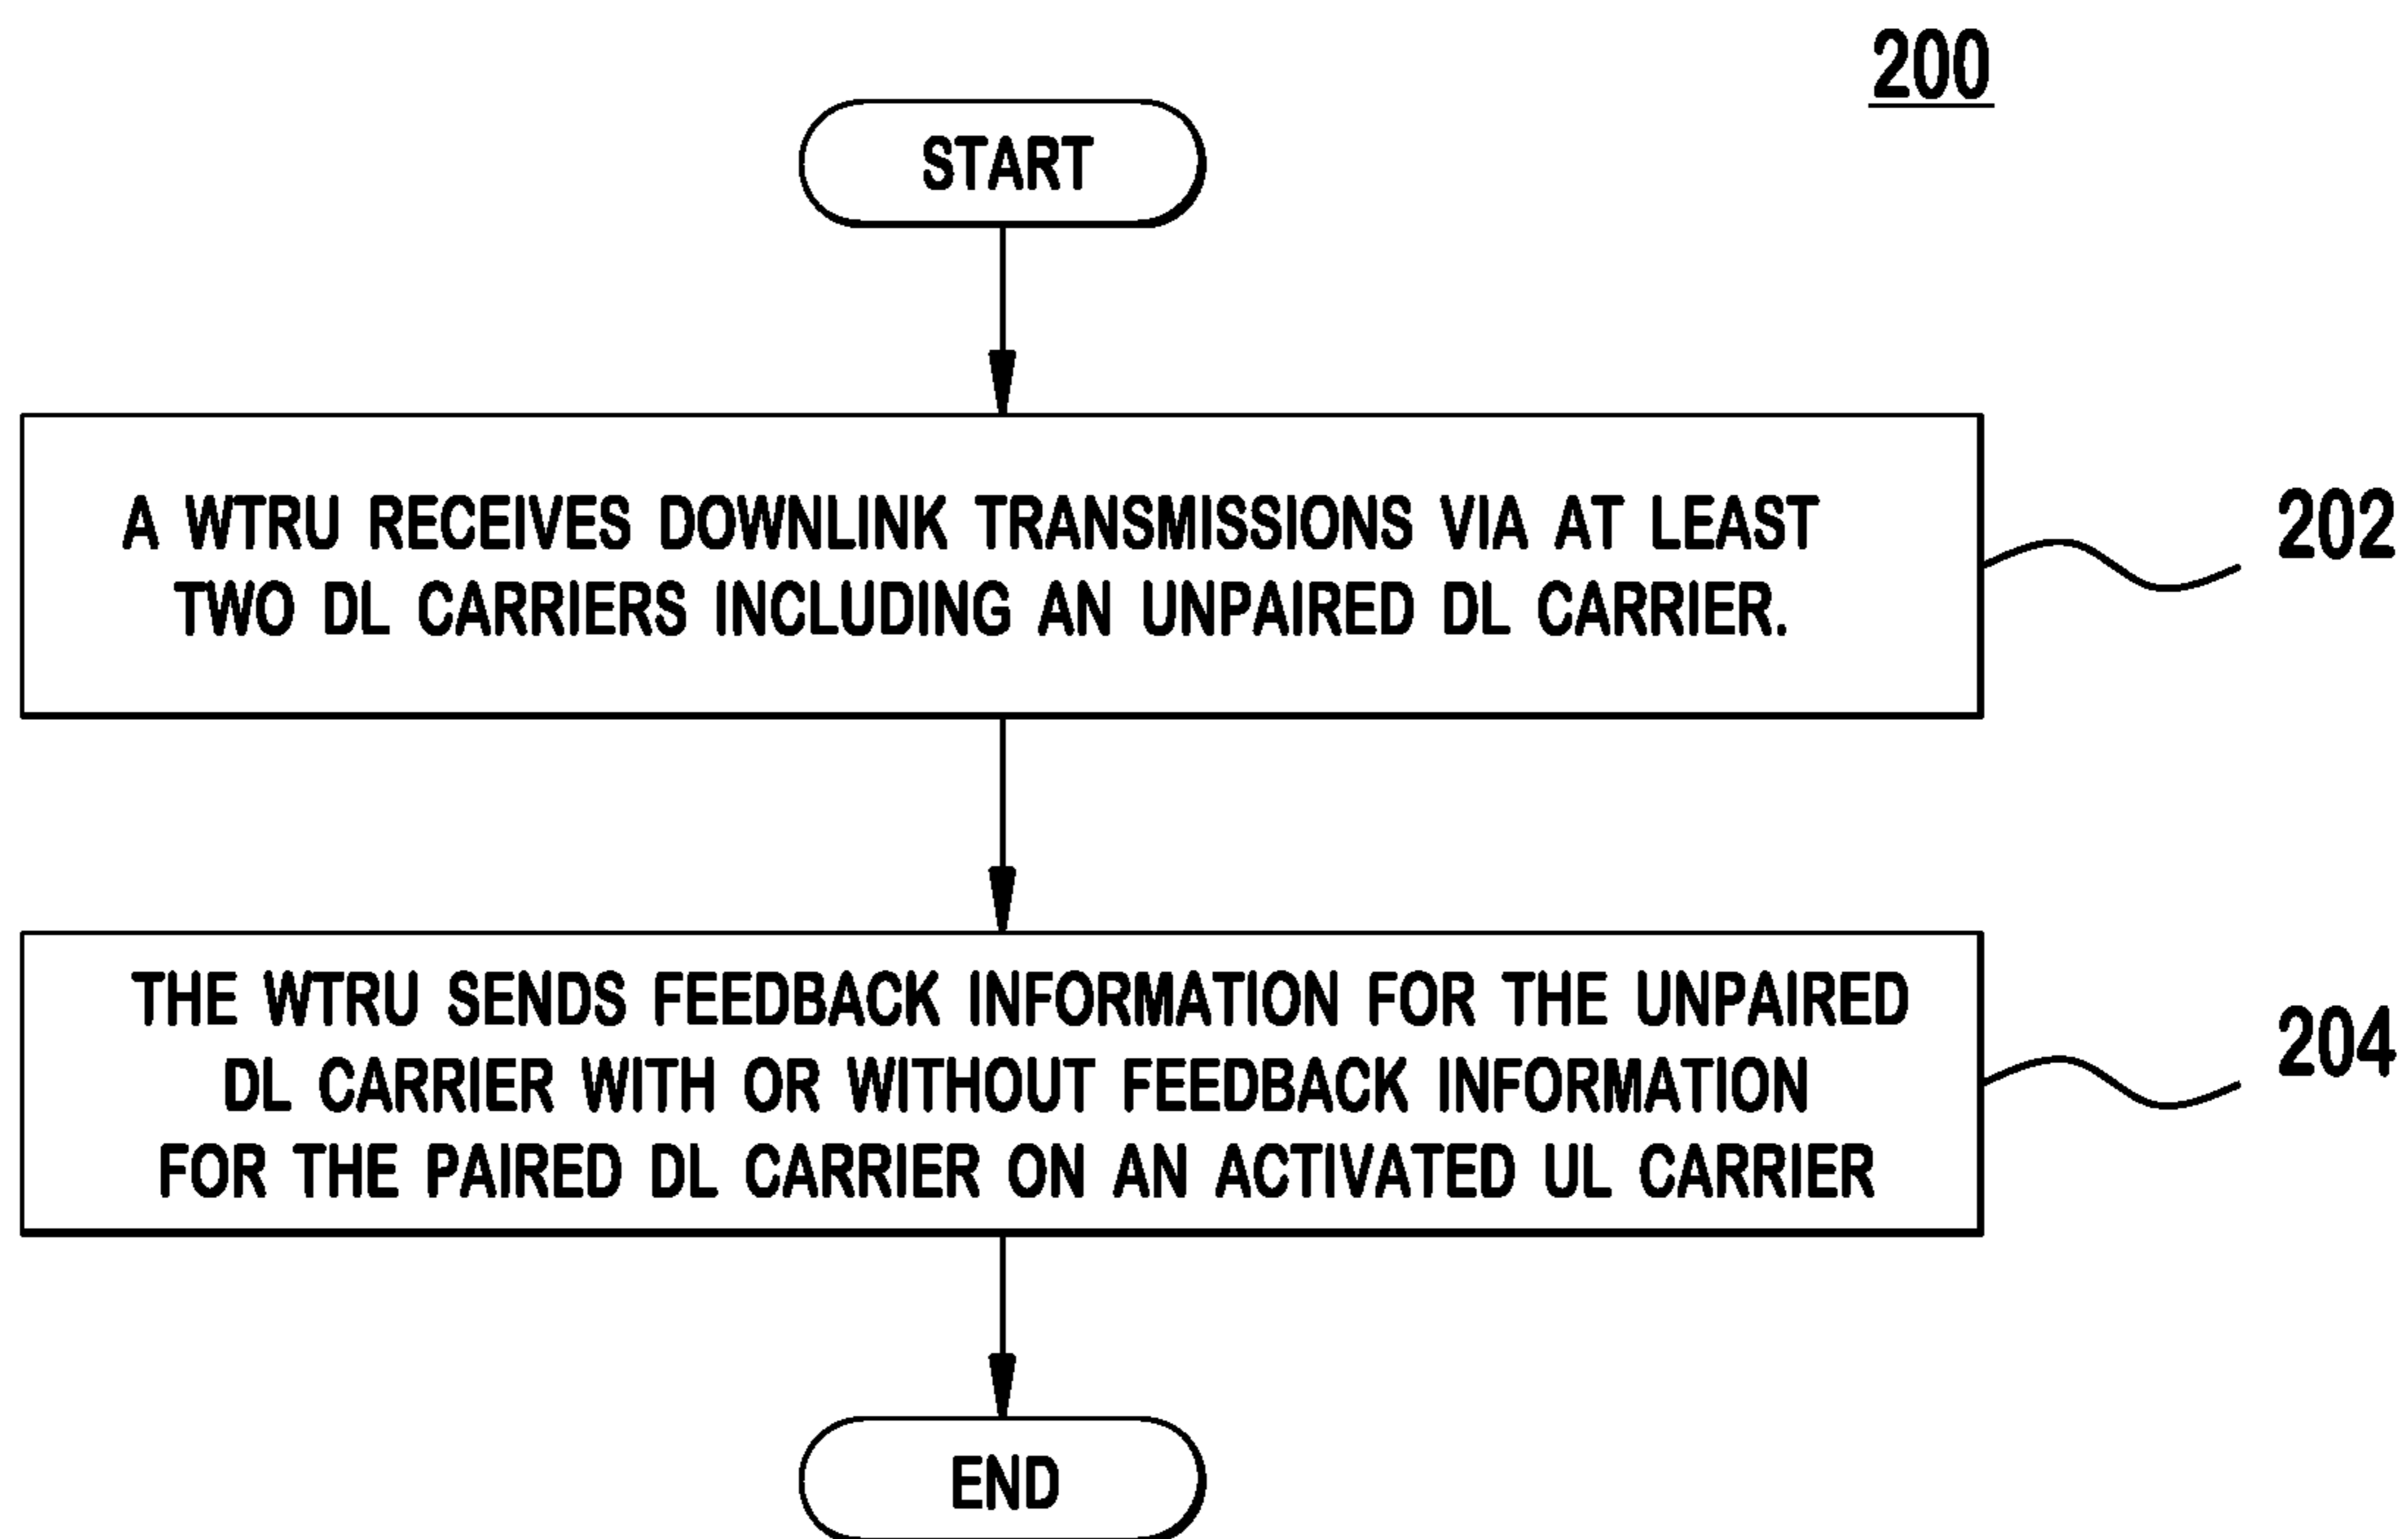 200
START
A WTRU RECEIVES DOWNLINK TRANSMISSIONS VIA AT LEAST
TWO DL CARRIERS INCLUDING AN UNPAIRED DL CARRIER.
202
THE WTRU SENDS FEEDBACK INFORMATION FOR THE UNPAIRED
DL CARRIER WITH OR WITHOUT FEEDBACK INFORMATION
FOR THE PAIRED DL CARRIER ON AN ACTIVATED UL CARRIER
204
END